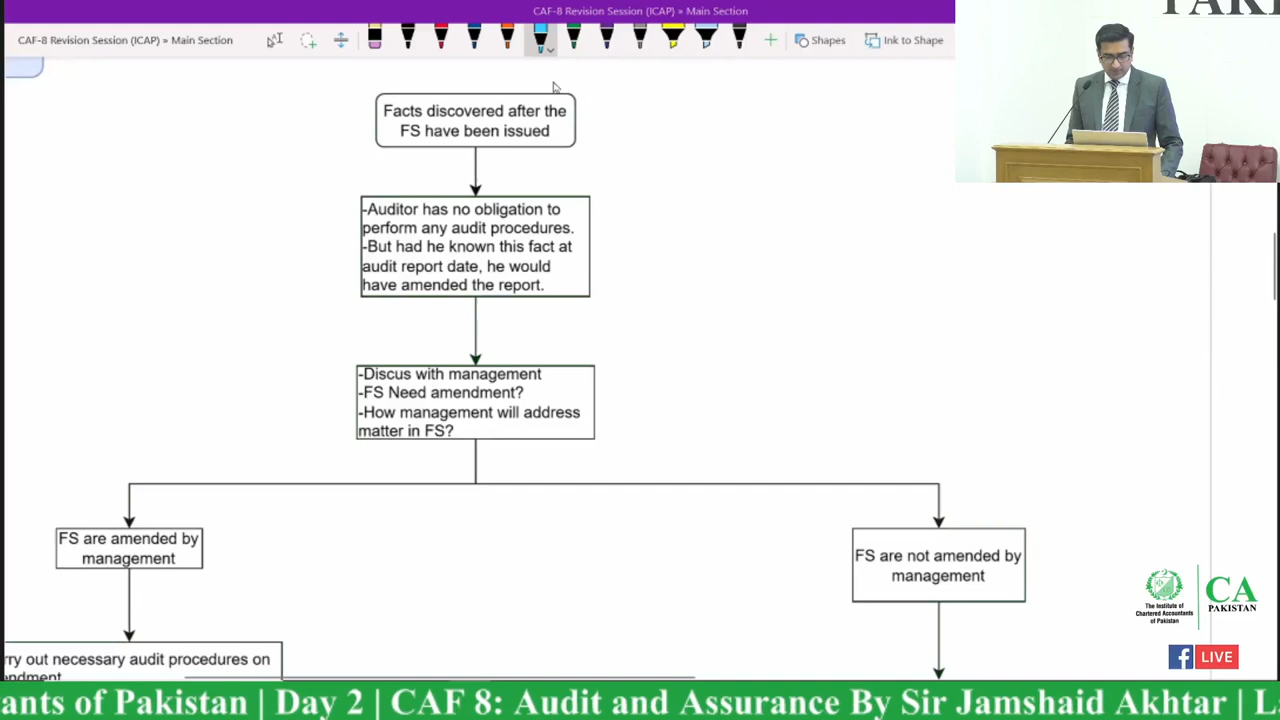 CAF-8 Revision Session (ICAP) » Main Section
CAF-8 Revision Session (ICAP) » Main Section
Shapes
Ink to Shape
Facts discovered after the
FS have been issued
-Auditor has no obligation to
perform any audit procedures.
-But had he known this fact at
audit report date, he would
have amended the report.
-Discus with management
-FS Need amendment?
-How management will address
matter in FS?
FS are amended by
management
FS are not amended by
management
rry out necessary audit procedures on
The Institute of
Chartered Accountants
of Pakistan
CA
PAKISTAN
LIVE
ants of Pakistan | Day 2 | CAF 8: Audit and Assurance By Sir Jamshaid Akhtar | L